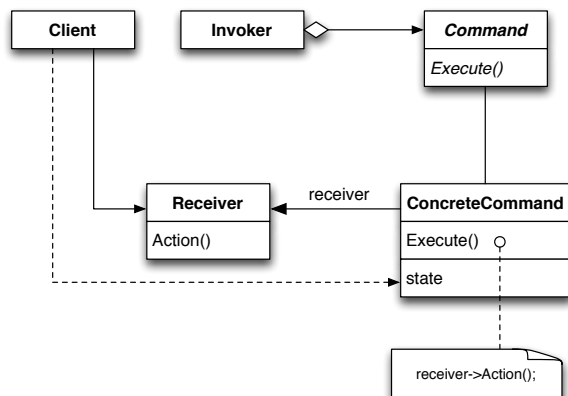 Client
Invoker
Command
Execute()
Receiver
Action()
receiver
ConcreteCommand
Execute()
state
receiver->Action();